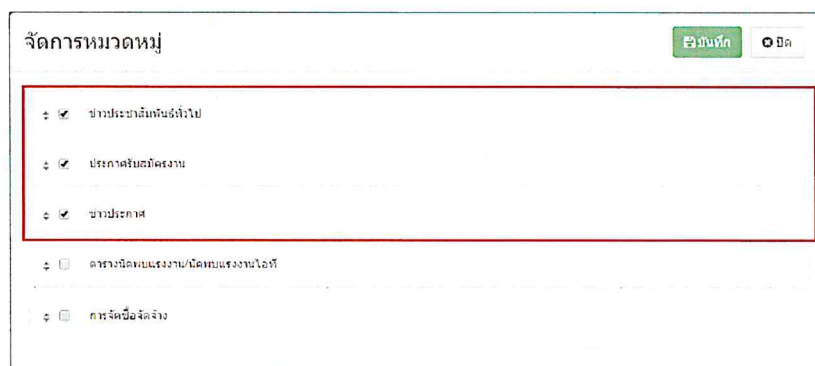 จัดการหมวดหมู่
บันทึก
ปิด
ข่าวประชาสัมพันธ์ทั่วไป
ประกาศรับสมัครงาน
ข่าวประกาศ
ตารางนัดพบแรงงาน/นัดพบแรงงานไอที
การจัดซื้อจัดจ้าง